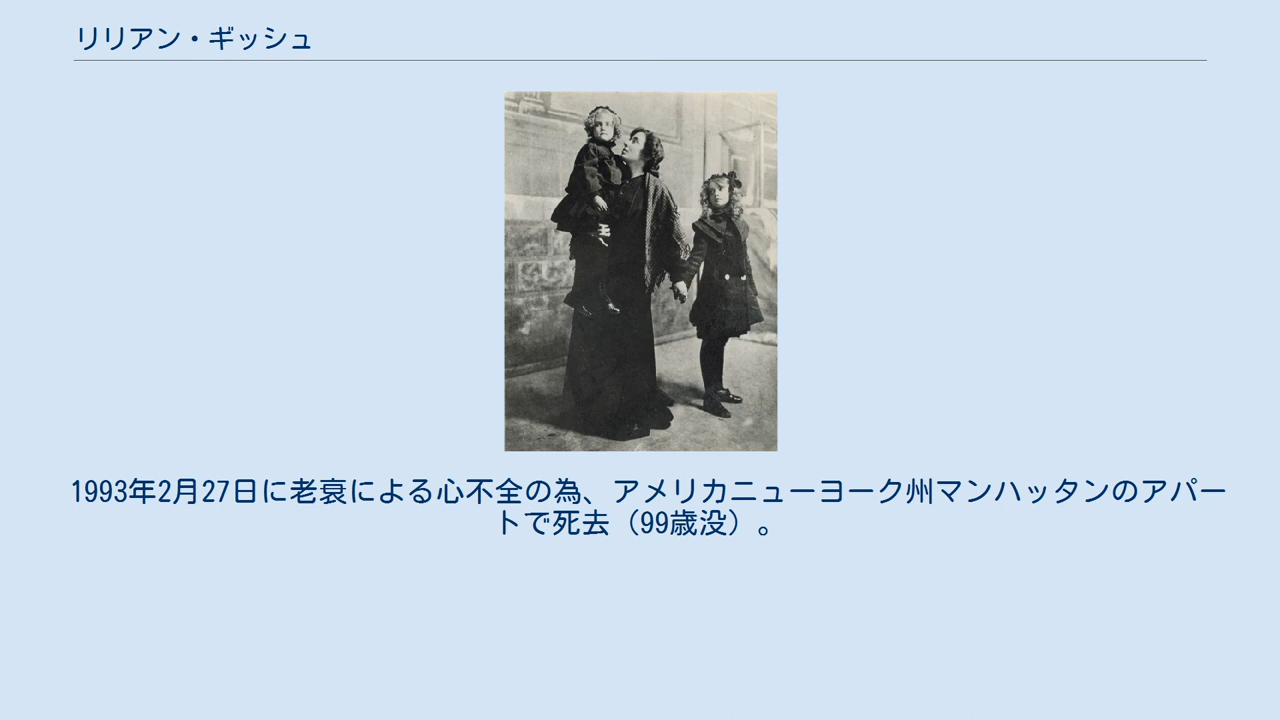 リリアン・ギッシュ
1993年2月27日に老衰による心不全の為、アメリカニューヨーク州マンハッタンのアパー
トで死去（99歳没）。